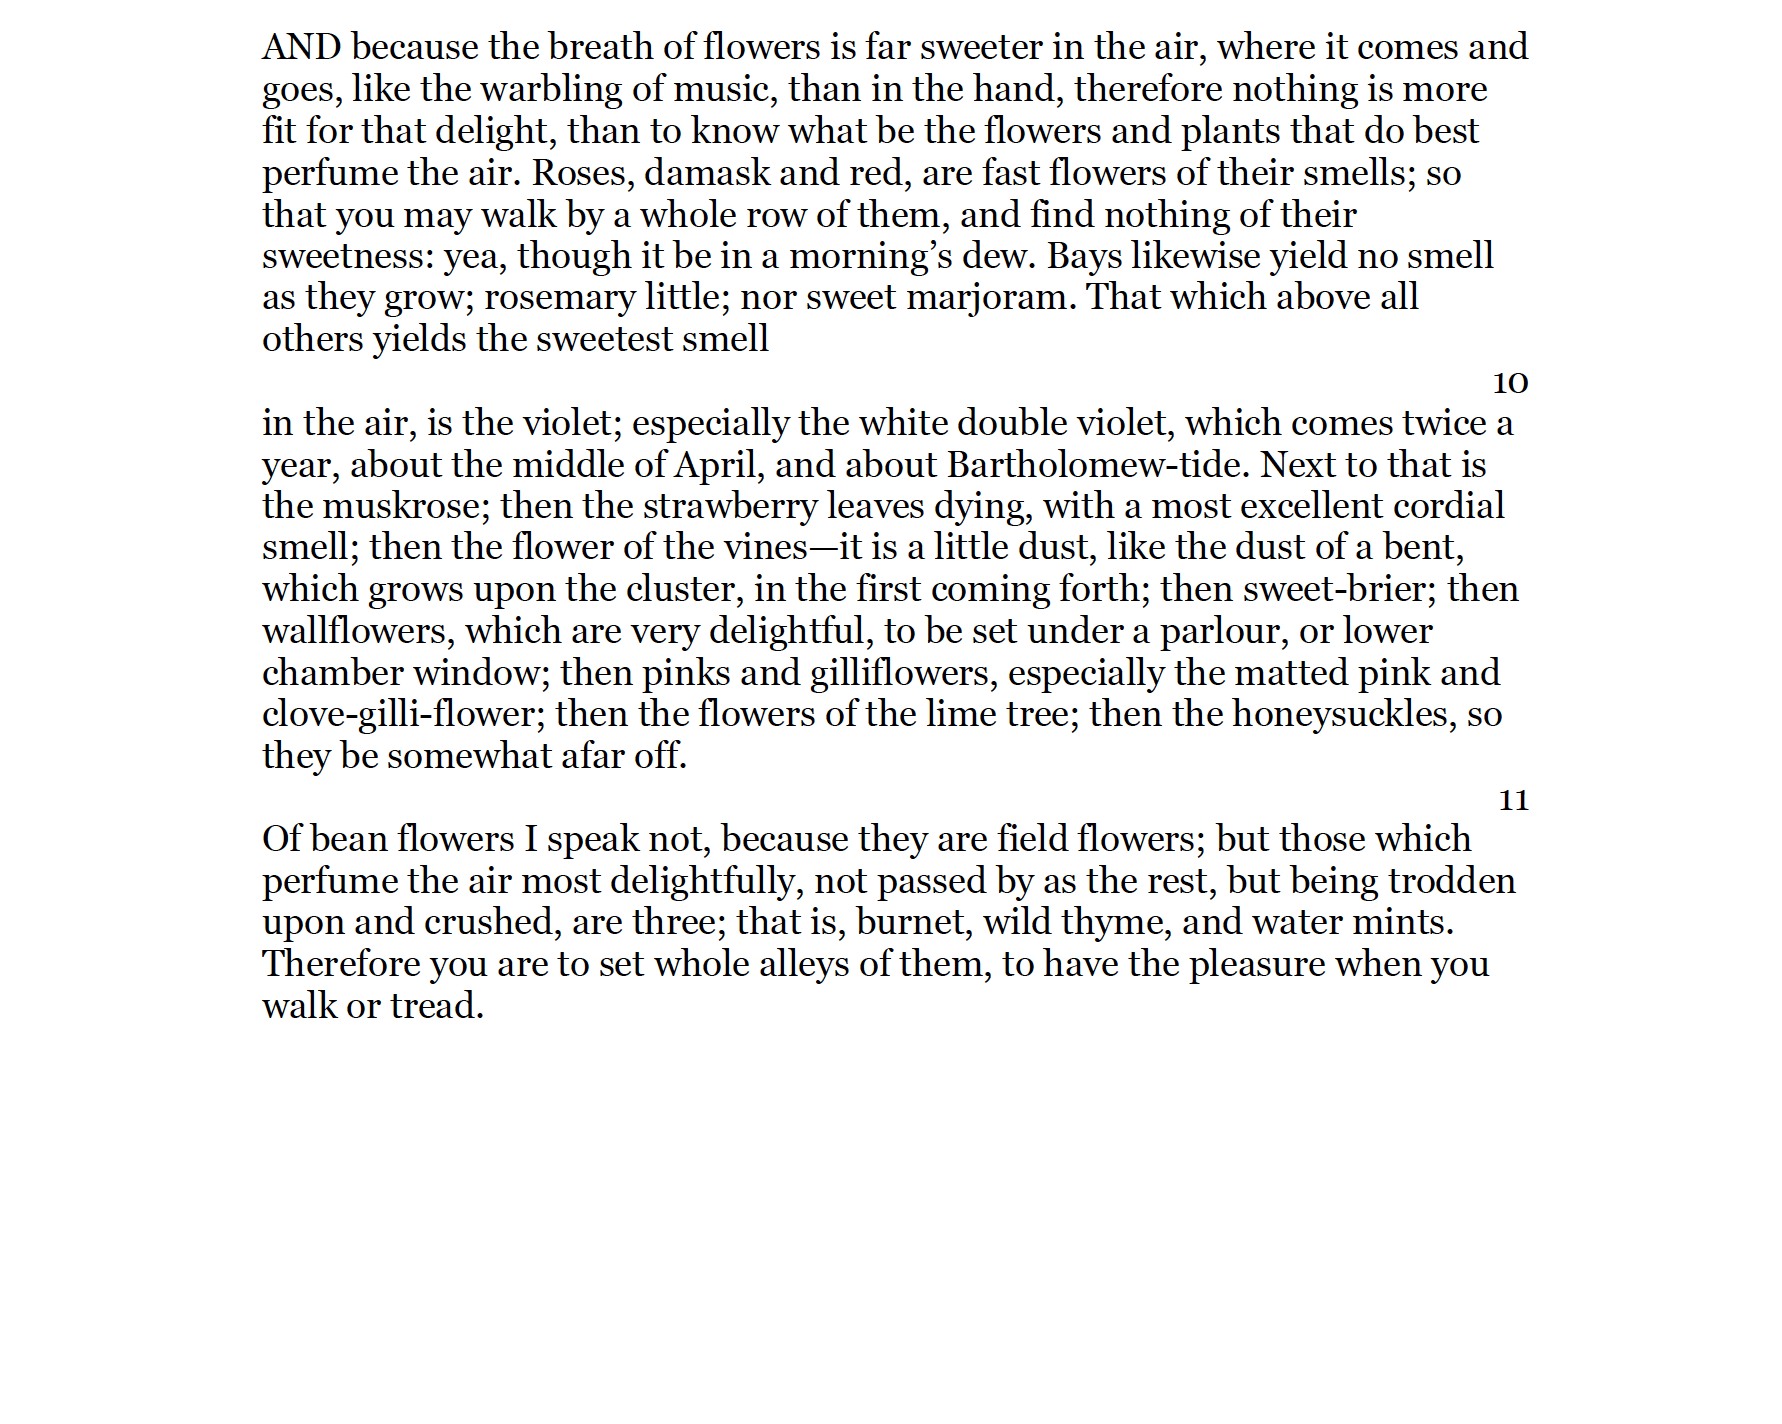 AND because the breath of flowers is far sweeter in the air, where it comes and
goes, like the warbling of music, than in the hand, therefore nothing is more
fit for that delight, than to know what be the flowers and plants that do best
perfume the air. Roses, damask and red, are fast flowers of their smells; so
that you may walk by a whole row of them, and find nothing of their
sweetness: yea, though it be in a morning’s dew. Bays likewise yield no smell
as they grow; rosemary little; nor sweet marjoram. That which above all
others yields the sweetest smell
10
in the air, is the violet; especially the white double violet, which comes twice a
year, about the middle of April, and about Bartholomew-tide. Next to that is
the muskrose; then the strawberry leaves dying, with a most excellent cordial
smell; then the flower of the vines—it is a little dust, like the dust of a bent,
which grows upon the cluster, in the first coming forth; then sweet-brier; then
wallflowers, which are very delightful, to be set under a parlour, or lower
chamber window; then pinks and gilliflowers, especially the matted pink and
clove-gilli-flower; then the flowers of the lime tree; then the honeysuckles, so
they be somewhat afar off.
11
Of bean flowers I speak not, because they are field flowers; but those which
perfume the air most delightfully, not passed by as the rest, but being trodden
upon and crushed, are three; that is, burnet, wild thyme, and water mints.
Therefore you are to set whole alleys of them, to have the pleasure when you
walk or tread.